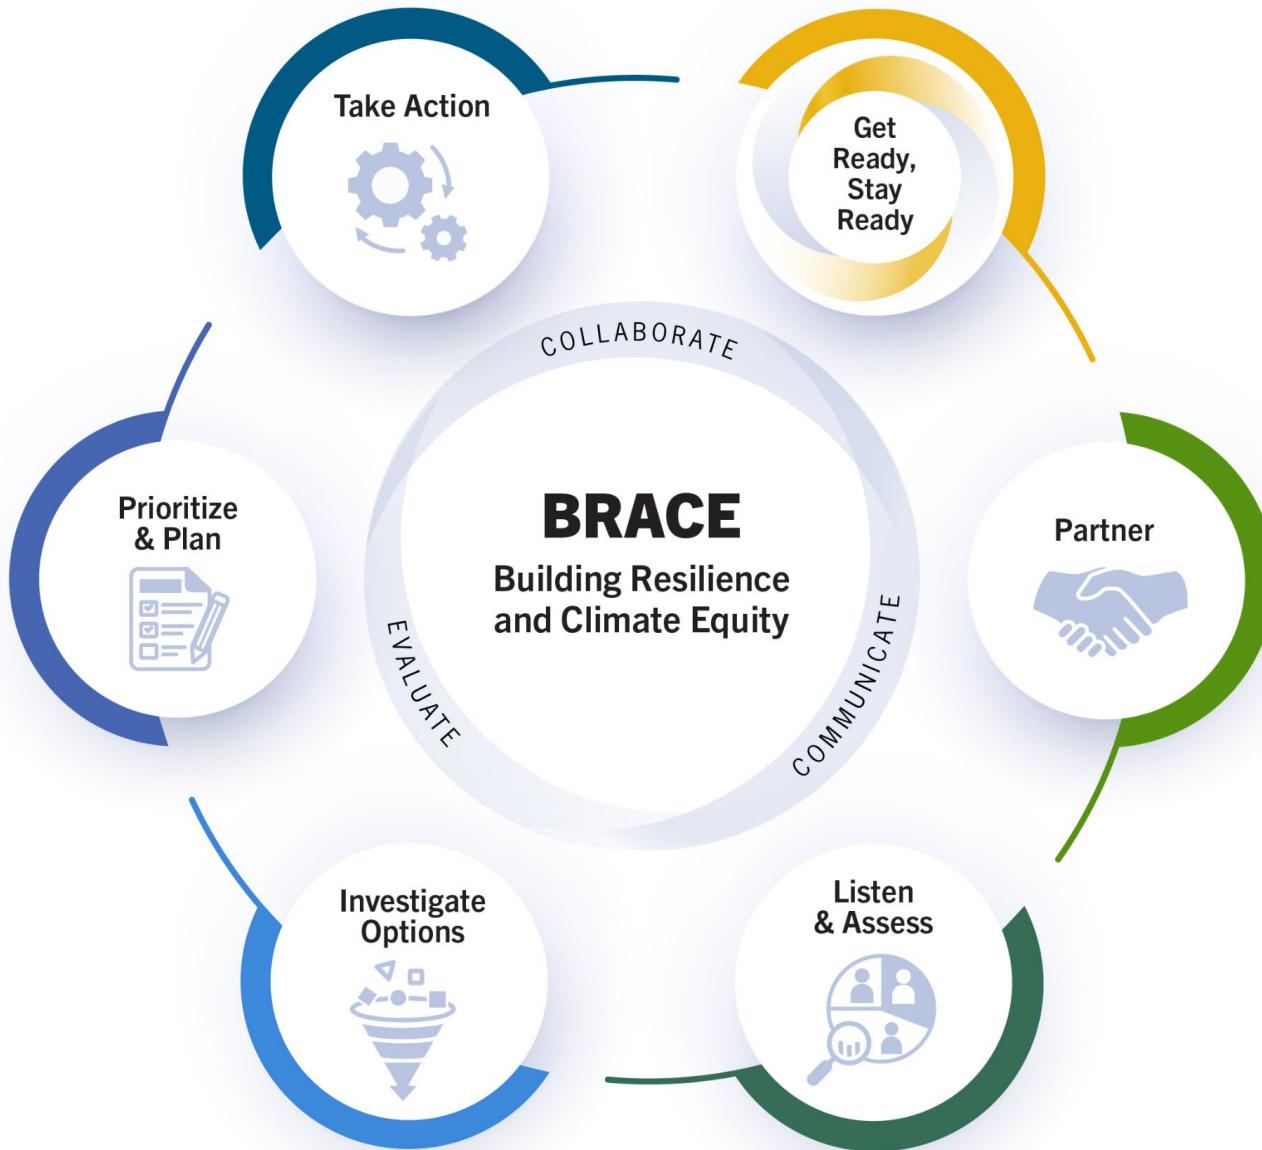 Take Action
Get
Ready,
Stay
Ready
COLLABORATE
Prioritize
& Plan
BRACE
Building Resilience
and Climate Equity
Partner
EVALUATE
COMMUNICATE
Investigate
Options
Listen
& Assess